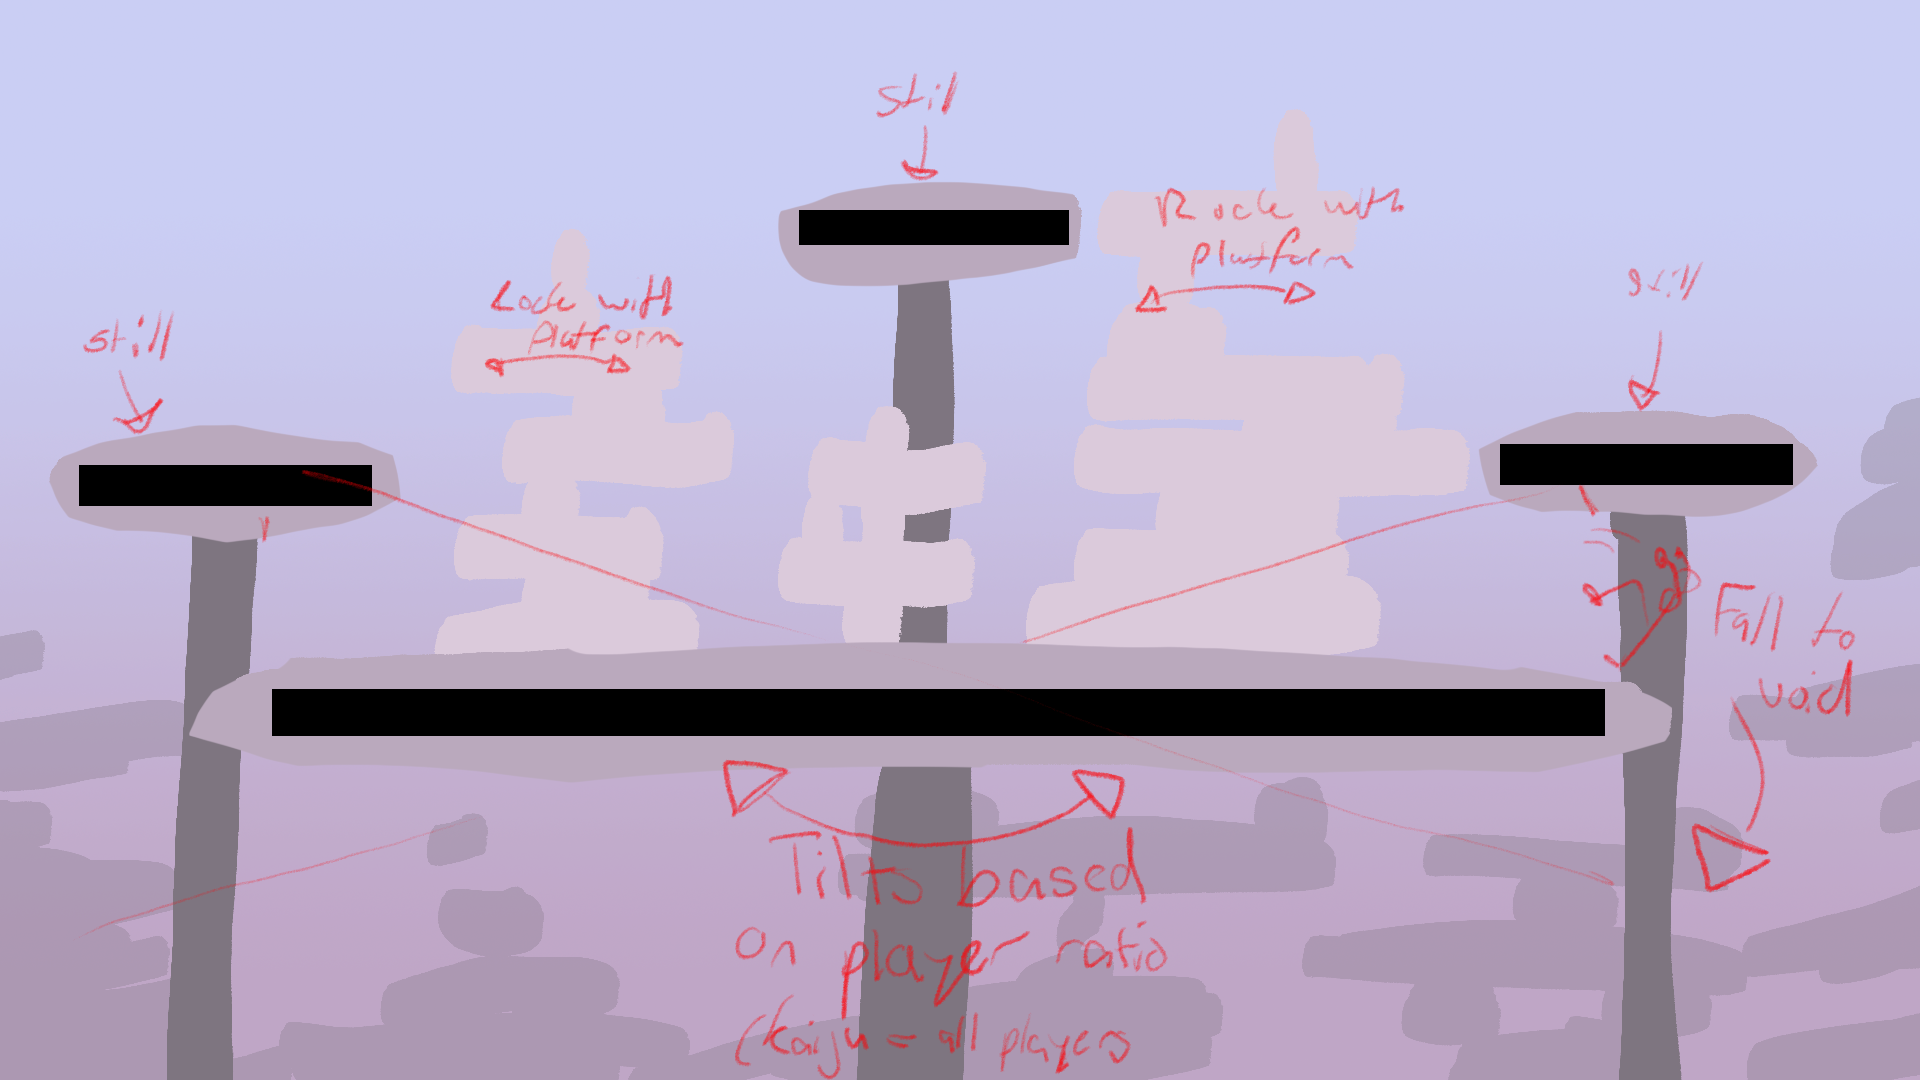 Still
Rock with
platform
still
Lock with
platform
still
Fall to
void
Tilts based
on player ratio
(kaiju = all players